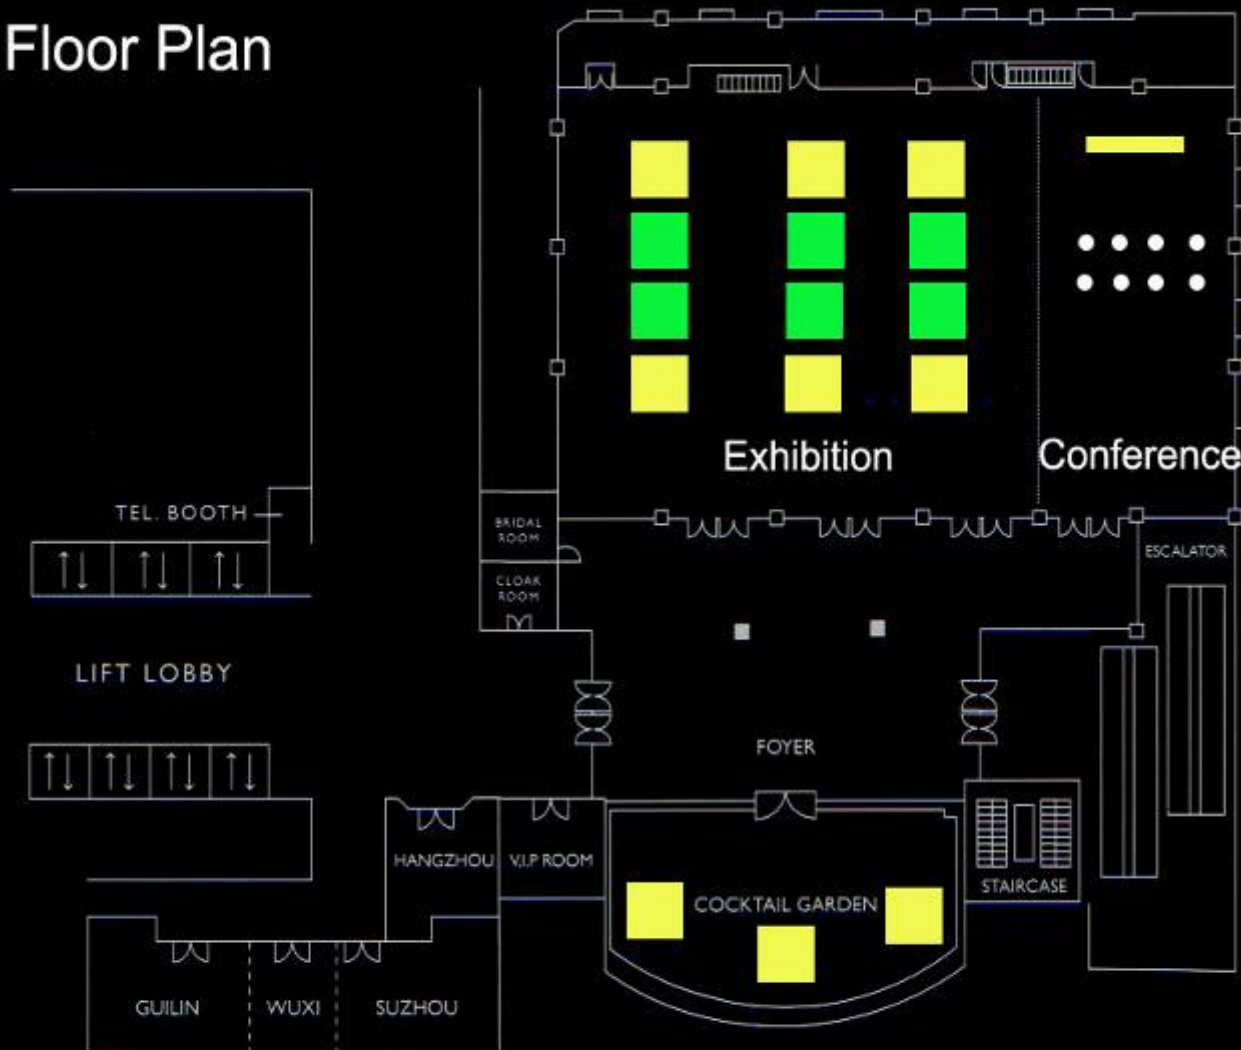 Floor Plan
Exhibition
Conference
TEL. BOOTH
BRIDAL
ROOM
ESCALATOR
CLOAK
ROOM
LIFT LOBBY
FOYER
HANGZHOU
V.I.P ROOM
COCKTAIL GARDEN
STAIRCASE
GUILIN
WUXI
SUZHOU